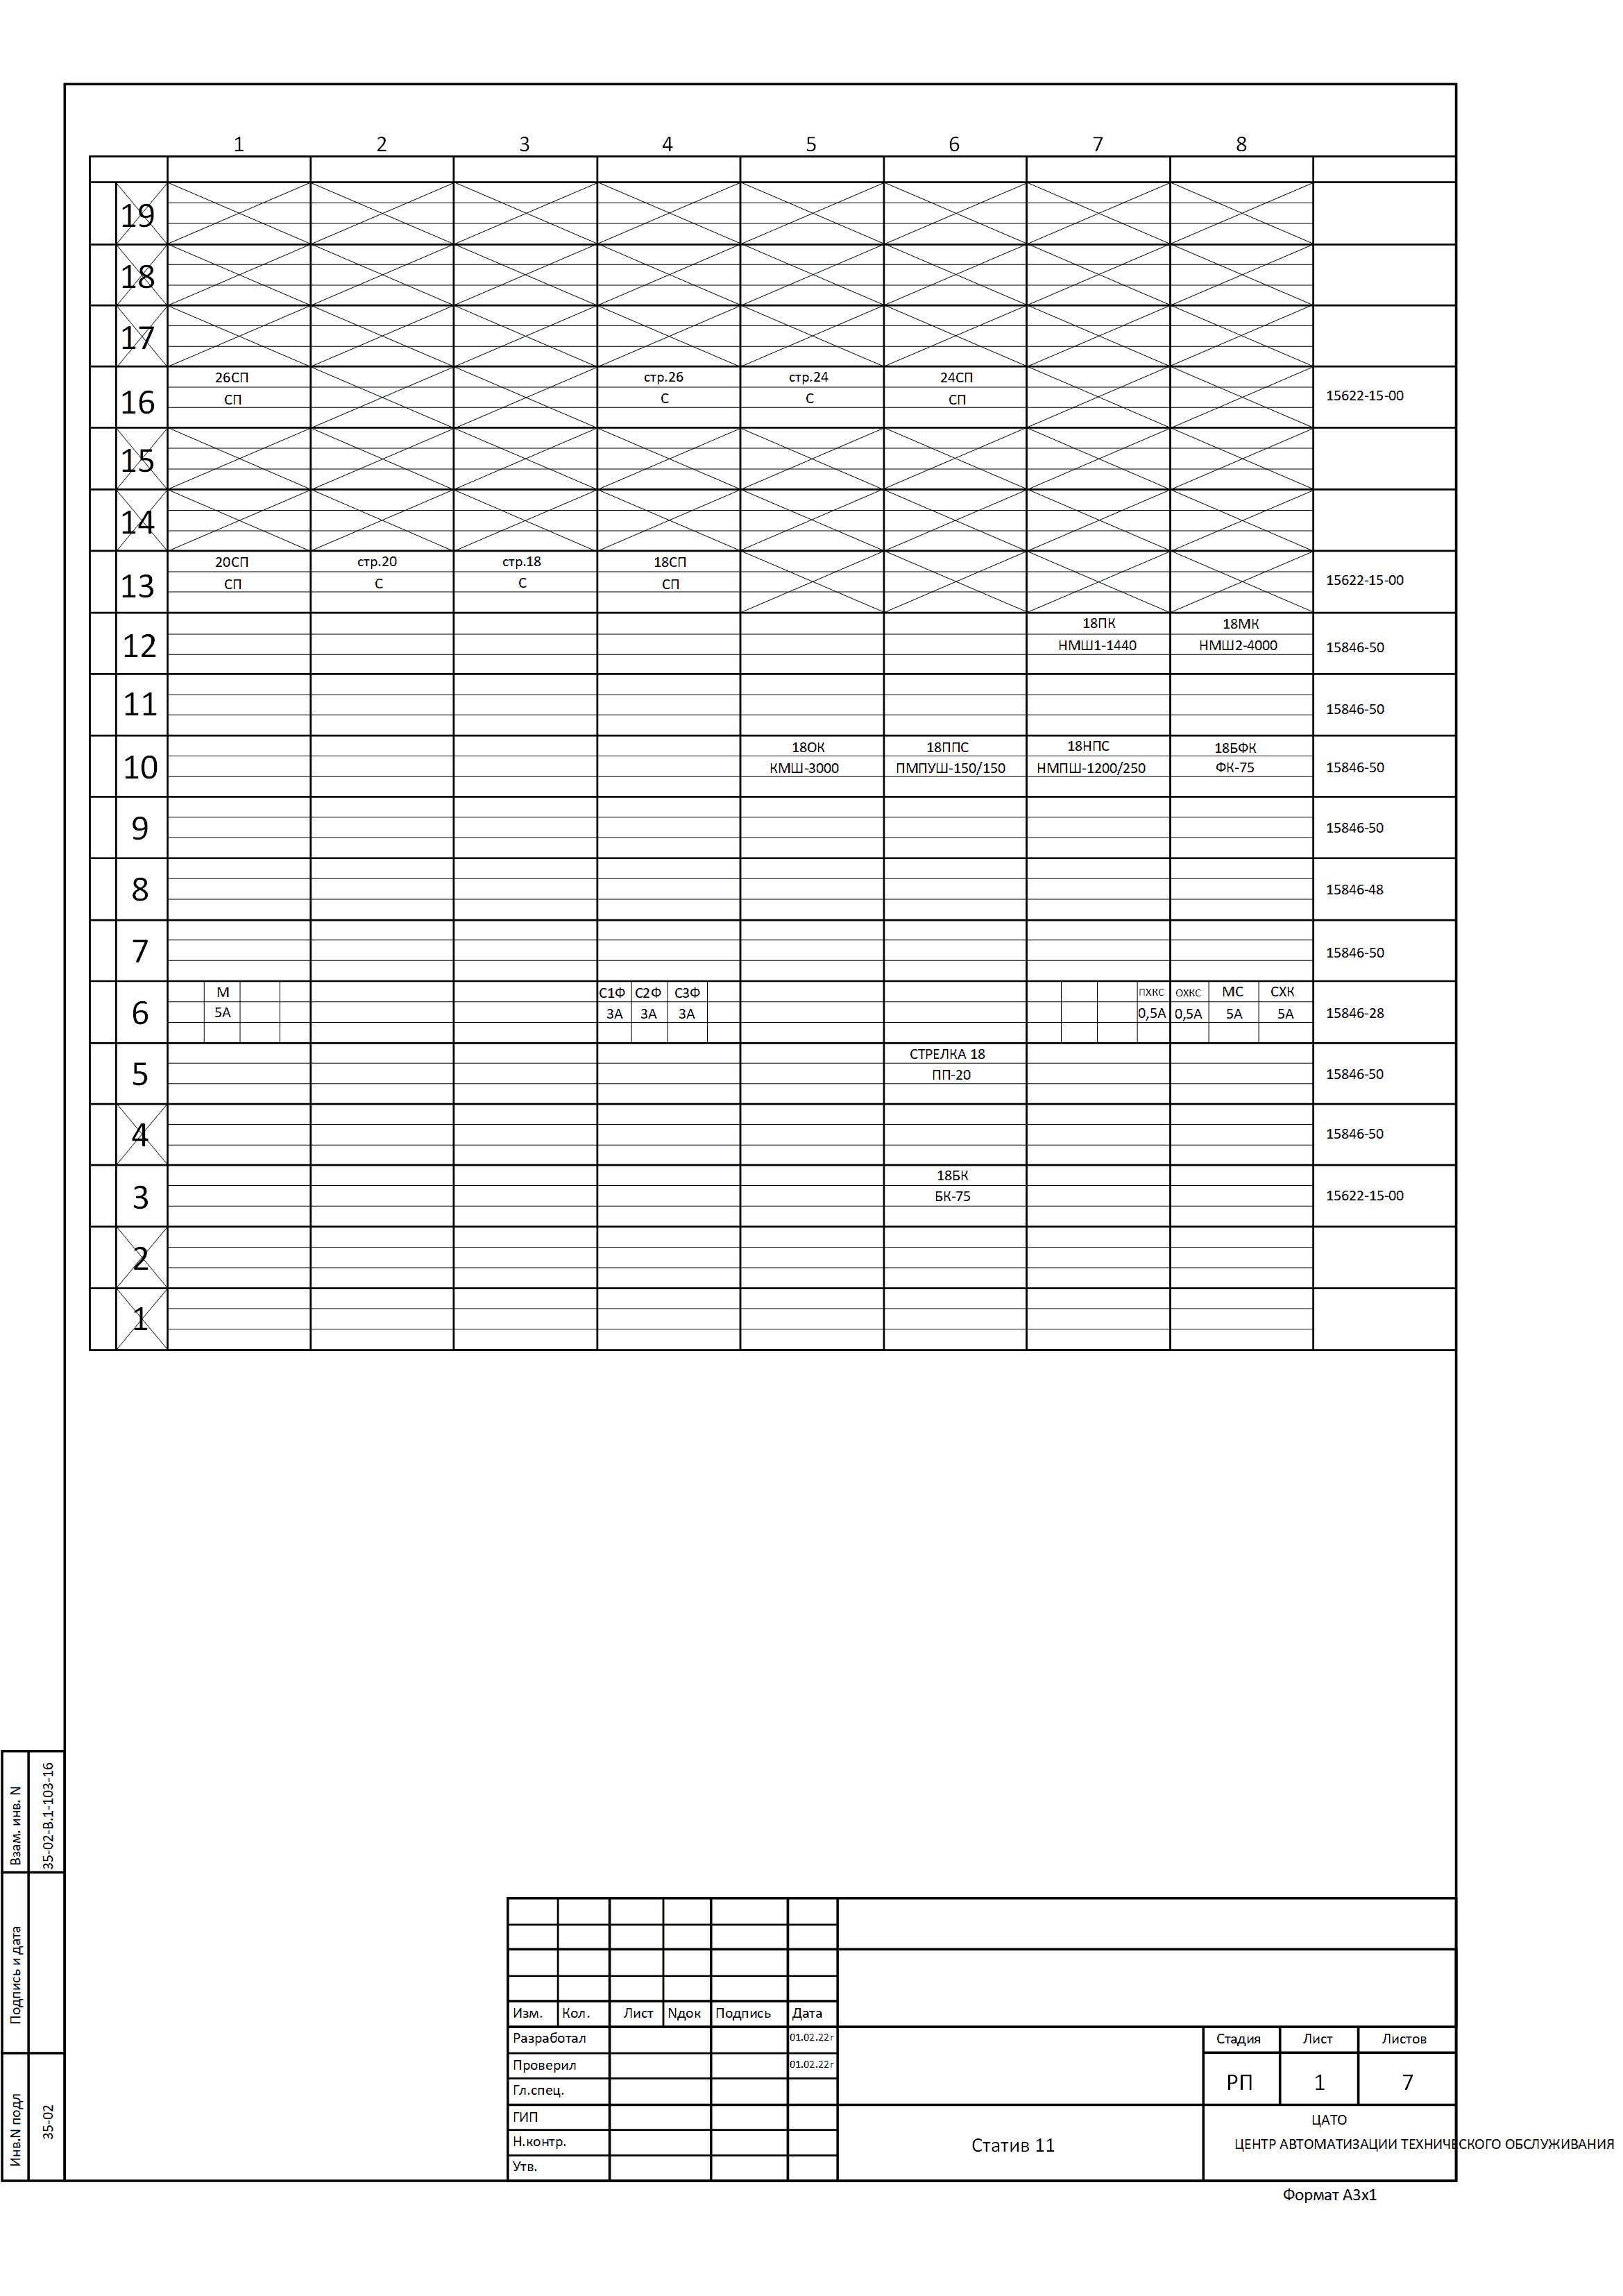 1 2 3 4 5 6 7 8
19
18
17
26СП стр.26 стр.24 24СП
16 СП С С СП 15622-15-00
15
14
20СП стр.20 стр.18 18СП
13 СП С С СП 15622-15-00
18ПК 18МК
12 НМШ1-1440 НМШ2-4000 15846-50
11 15846-50
18ОК 18ППС 18НПС 18БФК
10 КМШ-3000 ПМПУШ-150/150 НМПШ-1200/250 ФК-75 15846-50
9 15846-50
8 15846-48
7 15846-50
М С1Ф С2Ф С3Ф ПХКС ОХКС МС СХК
6 5А 3А 3А 3А 0,5А 0,5А 5А 5А 15846-28
СТРЕЛКА 18
5 ПП-20 15846-50
4 15846-50
18БК
3 БК-75 15622-15-00
2
1
Взам. инв. N
35-02-В.1-103-16
Подпись и дата
Инв.N подл
35-02
Изм. Кол. Лист Nдок Подпись Дата
Разработал 01.02.22г
Проверил 01.02.22г
Гл.спец.
ГИП
Н.контр.
Утв.
Стадия Лист Листов
РП 1 7
Статив 11
ЦАТО
ЦЕНТР АВТОМАТИЗАЦИИ ТЕХНИЧЕСКОГО ОБСЛУЖИВАНИЯ
Формат А3х1